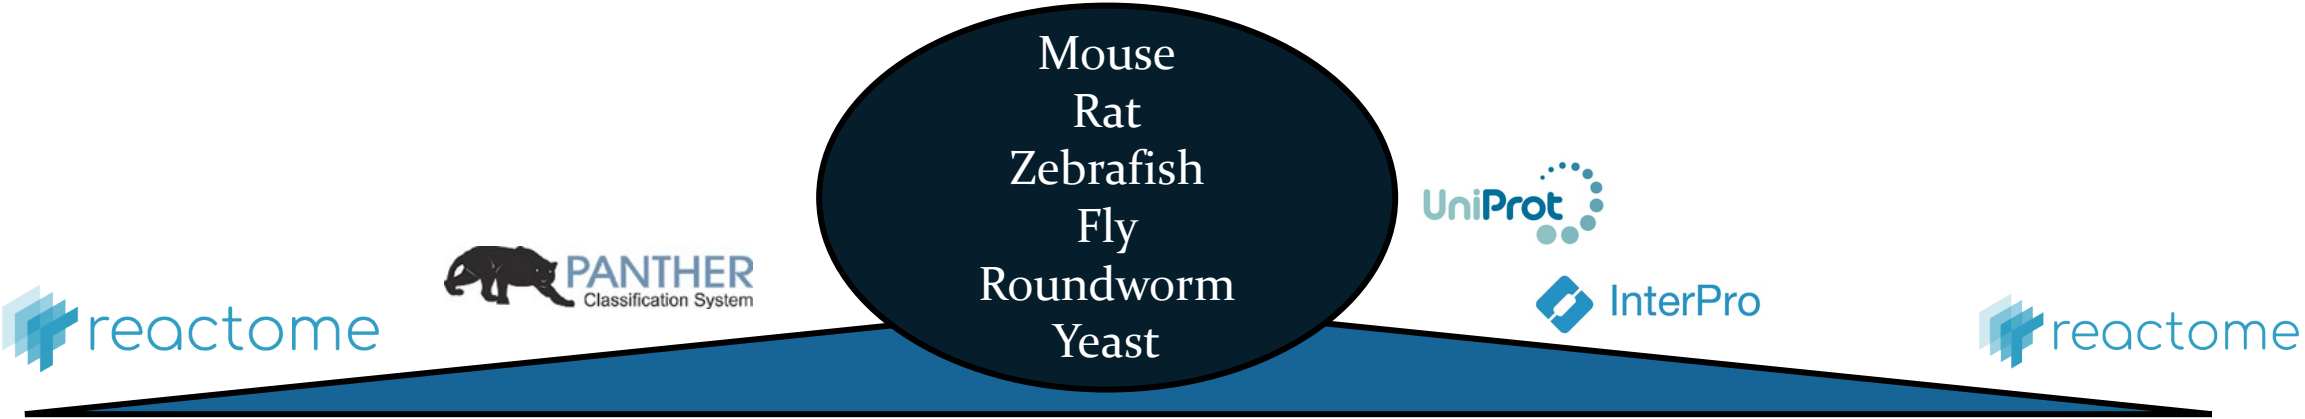 Mouse
Rat
Zebrafish
Fly
Roundworm
Yeast
reactome
PANTHER
Classification System
UniProt
InterPro
reactome